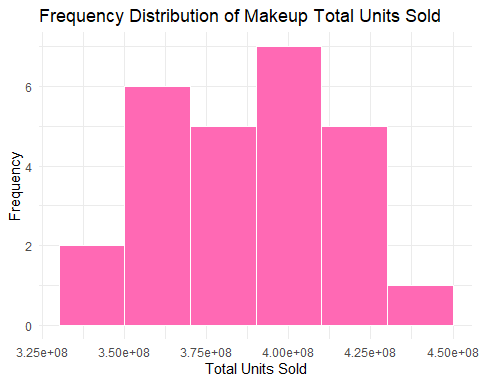 Frequency Distribution of Makeup Total Units Sold
Frequency
6
4
2
0
3.25e+08 3.50e+08 3.75e+08 4.00e+08 4.25e+08 4.50e+08
Total Units Sold